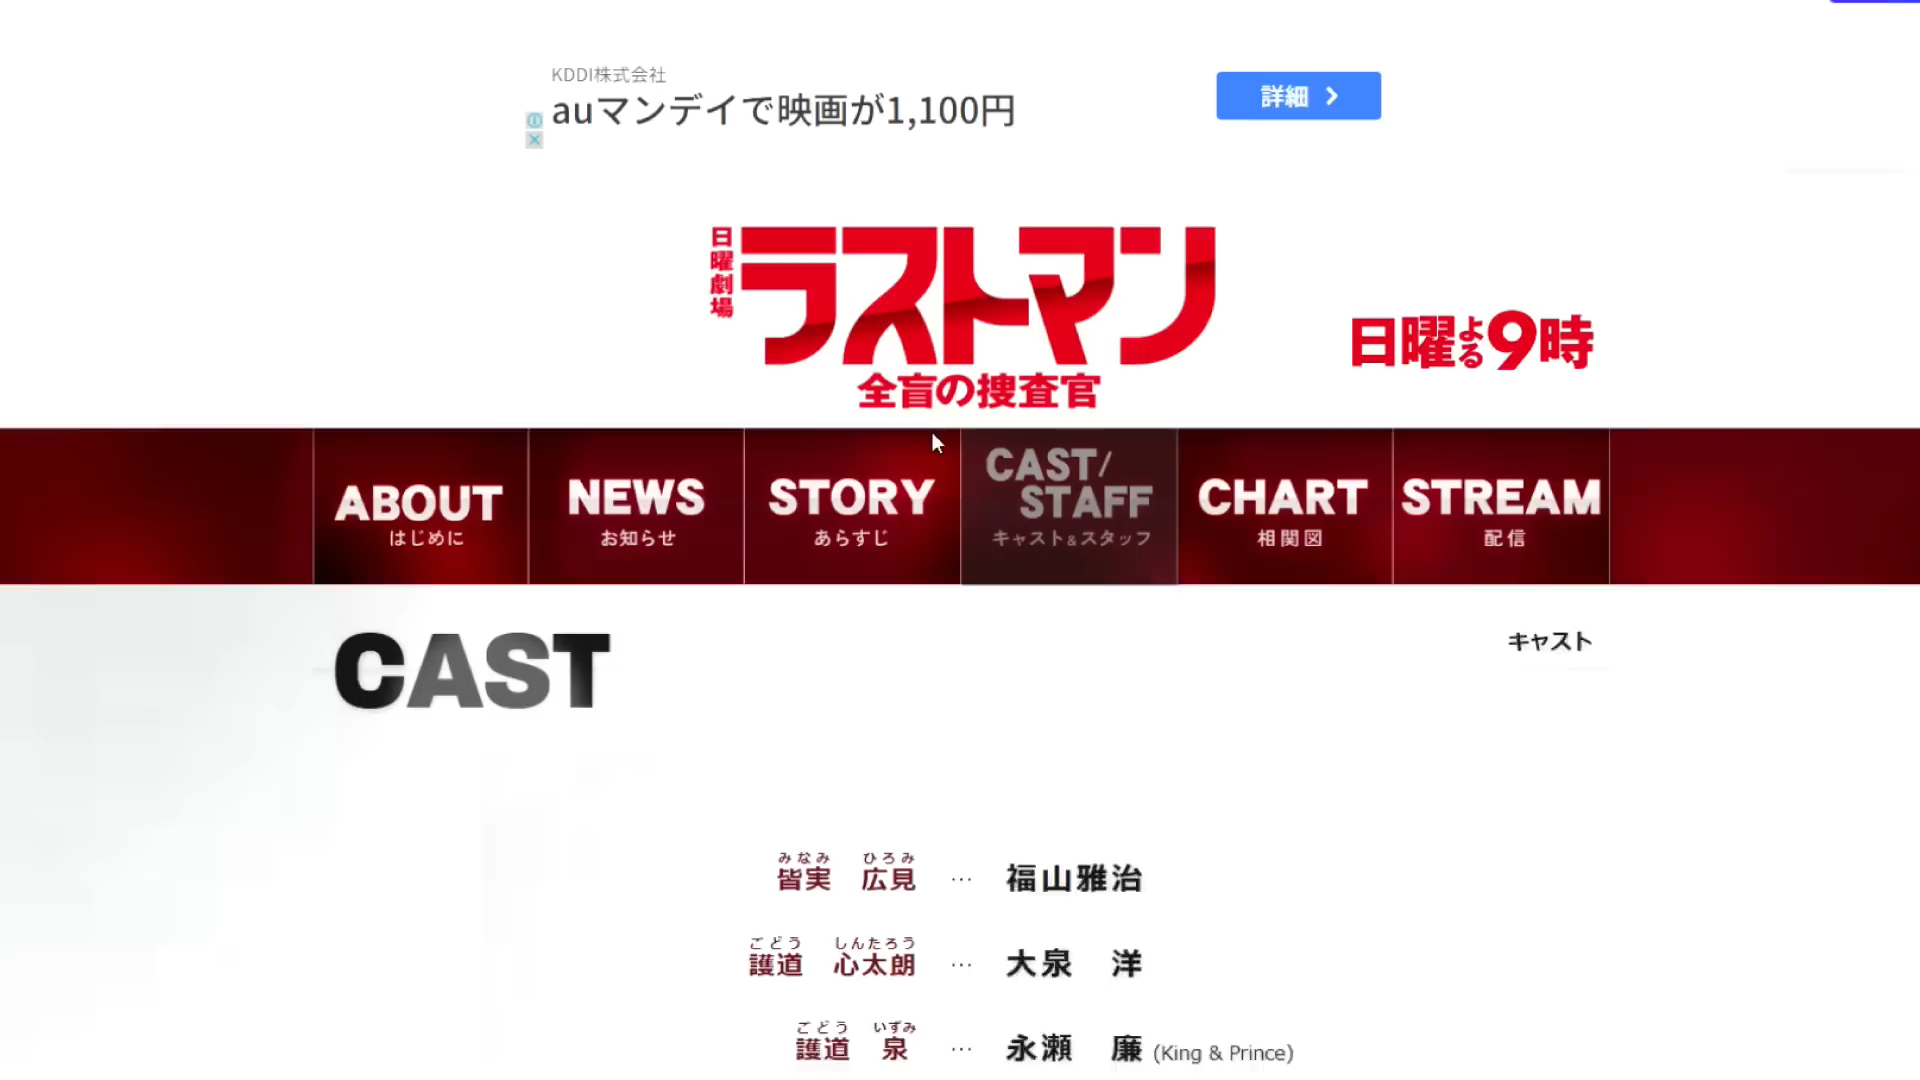 KDDI株式会社
auマンデイで映画が1,100円
詳細
日曜劇場
ラストマン
全盲の捜査官
日曜よる9時
ABOUT
はじめに
NEWS
お知らせ
STORY
あらすじ
CAST/
STAFF
キャスト&スタッフ
CHART
相関図
STREAM
配信
CAST
キャスト
みなみ ひろみ
皆実 広見 … 福山雅治
ごどう しんたろう
護道 心太朗 … 大泉 洋
ごどう いずみ
護道 泉 … 永瀬 廉 (King & Prince)